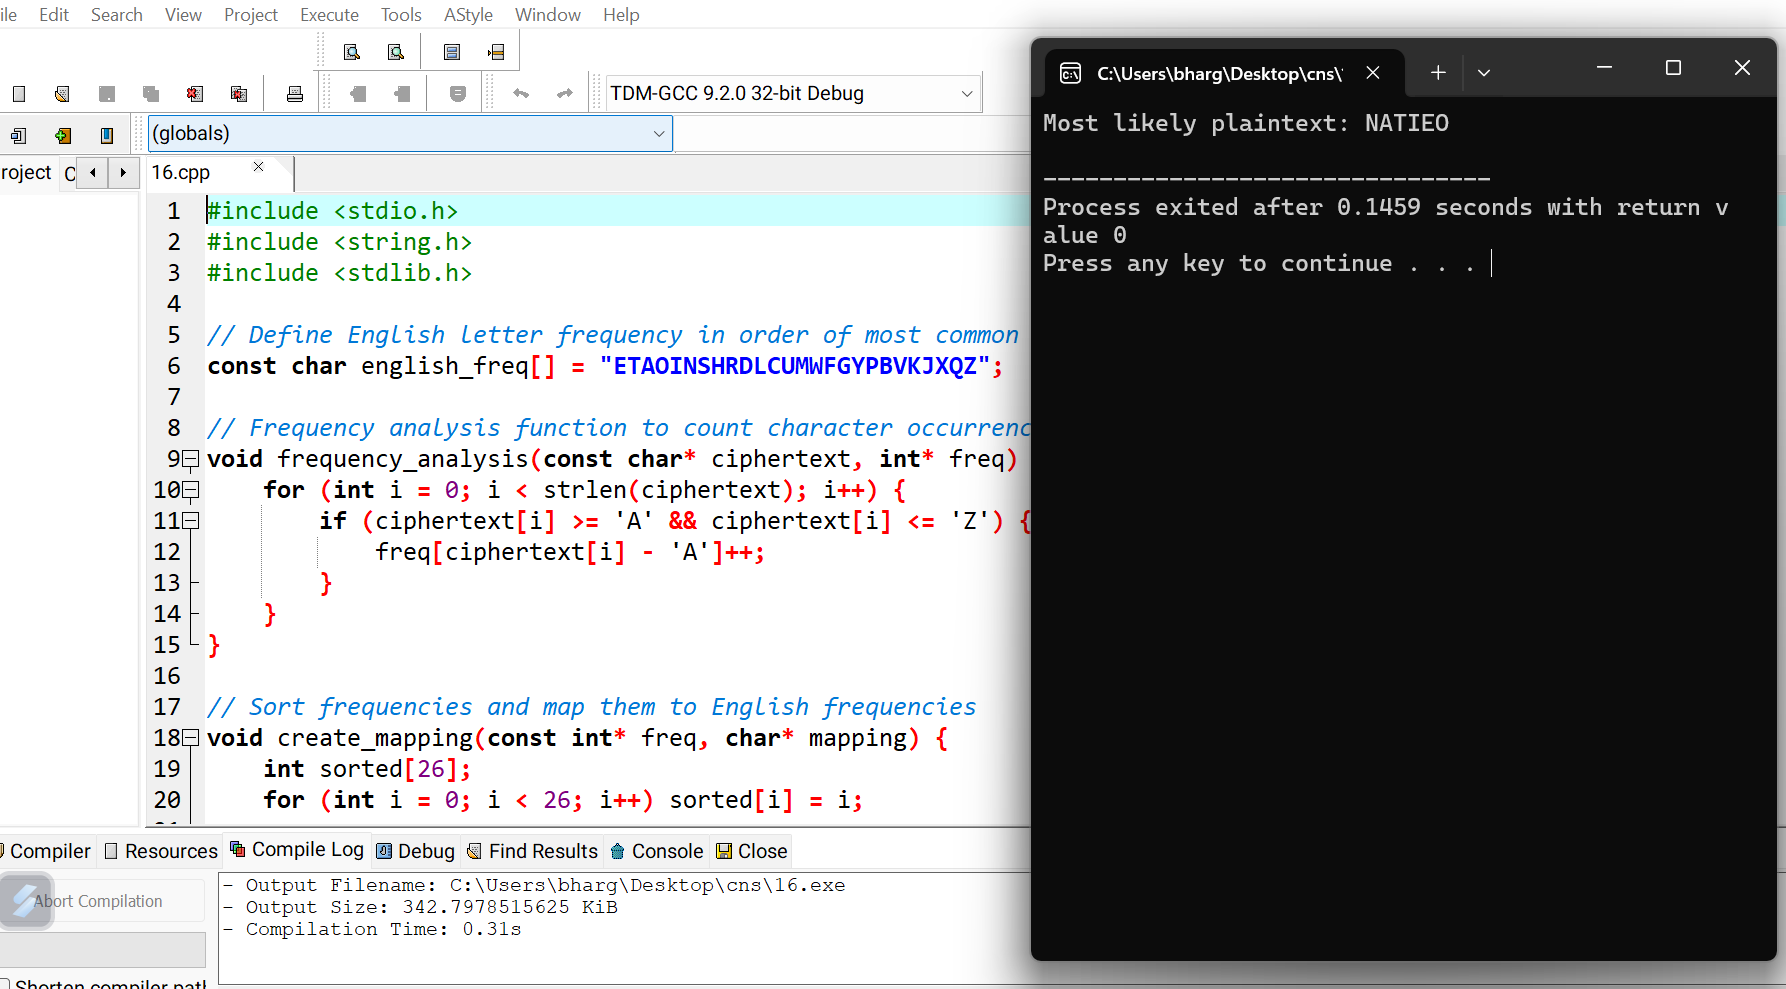 ile Edit Search View Project Execute Tools AStyle Window Help
TDM-GCC 9.2.0 32-bit Debug
(globals)
roject C
16.cpp
1 #include <stdio.h>
2 #include <string.h>
3 #include <stdlib.h>
4
5 // Define English letter frequency in order of most common
6 const char english_freq[] = "ETAOINSHRDLCUMWFGYPBVKJXQZ";
7
8 // Frequency analysis function to count character occurrenc
9 void frequency_analysis(const char* ciphertext, int* freq)
10 for (int i = 0; i < strlen(ciphertext); i++) {
11 if (ciphertext[i] >= 'A' && ciphertext[i] <= 'Z') {
12 freq[ciphertext[i] - 'A']++;
13 }
14 }
15 }
16
17 // Sort frequencies and map them to English frequencies
18 void create_mapping(const int* freq, char* mapping) {
19 int sorted[26];
20 for (int i = 0; i < 26; i++) sorted[i] = i;
Compiler Resources Compile Log Debug Find Results Console Close
Abort Compilation
Shorten compiler path
- Output Filename: C:\Users\bharg\Desktop\cns\16.exe
- Output Size: 342.7978515625 KiB
- Compilation Time: 0.31s
C:\Users\bharg\Desktop\cns\
Most likely plaintext: NATIEO
--------------------------------
Process exited after 0.1459 seconds with return v
alue 0
Press any key to continue . . .